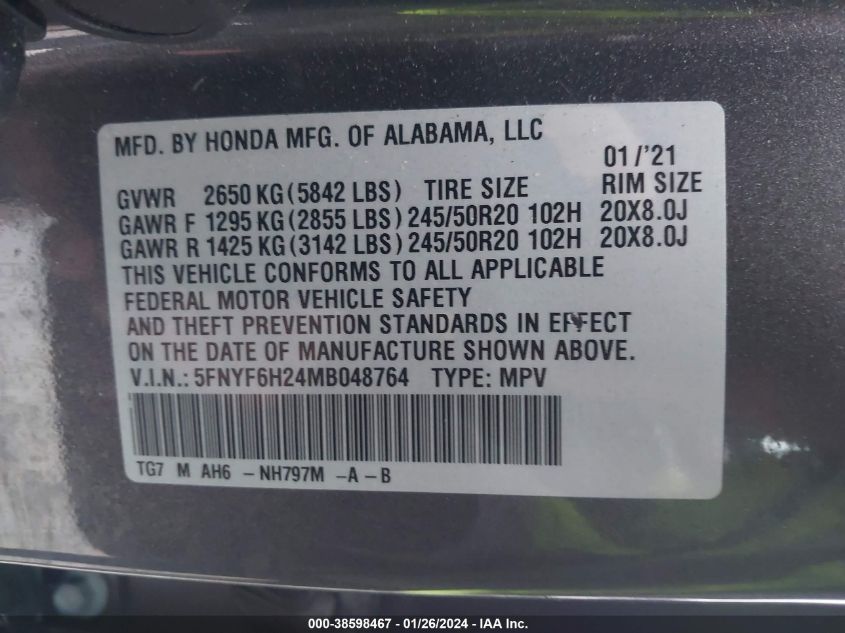 MFD. BY HONDA MFG. OF ALABAMA, LLC
01/'21
GVWR 2650 KG (5842 LBS) TIRE SIZE RIM SIZE
GAWR F 1295 KG (2855 LBS) 245/50R20 102H 20X8.0J
GAWR R 1425 KG (3142 LBS) 245/50R20 102H 20X8.0J
THIS VEHICLE CONFORMS TO ALL APPLICABLE
FEDERAL MOTOR VEHICLE SAFETY
AND THEFT PREVENTION STANDARDS IN EFFECT
ON THE DATE OF MANUFACTURE SHOWN ABOVE.
V.I.N.: 5FNYF6H24MB048764 TYPE: MPV
TG7 M AH6 - NH797M - A - B
000-38598467 - 01/26/2024 - IAA Inc.